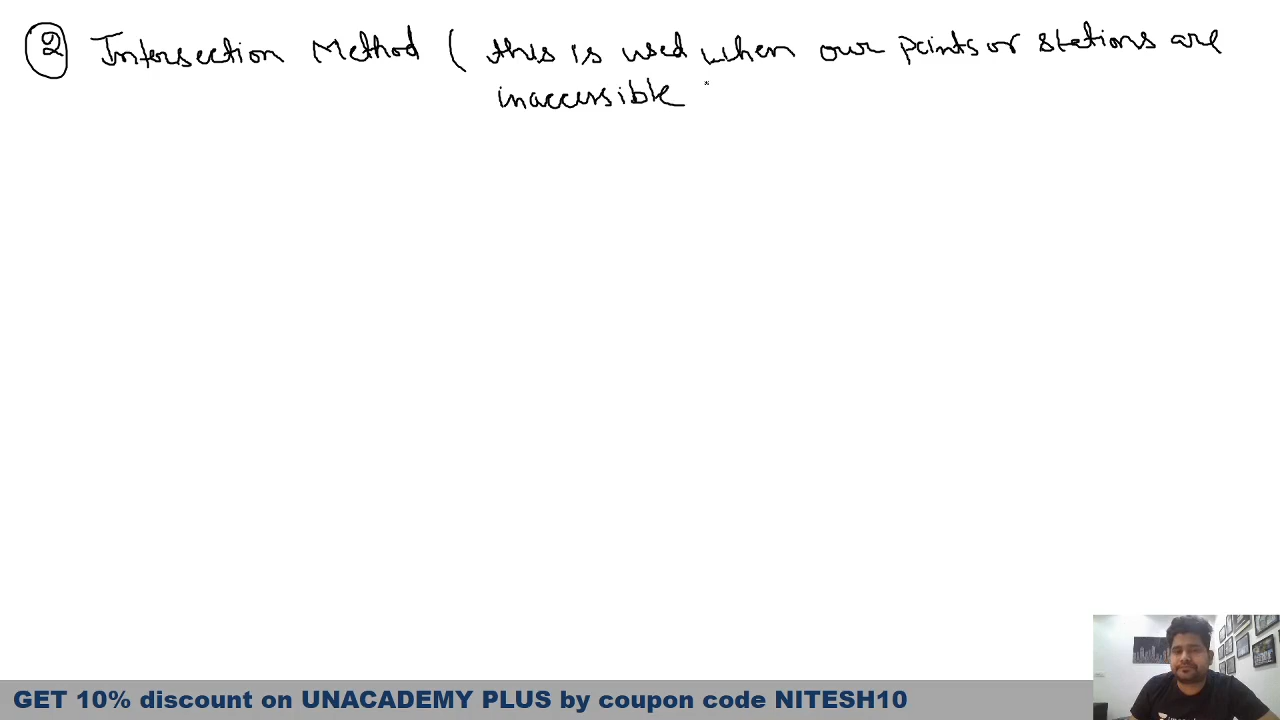 2 Intersection Method ( this is used when our points or stations are
inaccessible
GET 10% discount on UNACADEMY PLUS by coupon code NITESH10